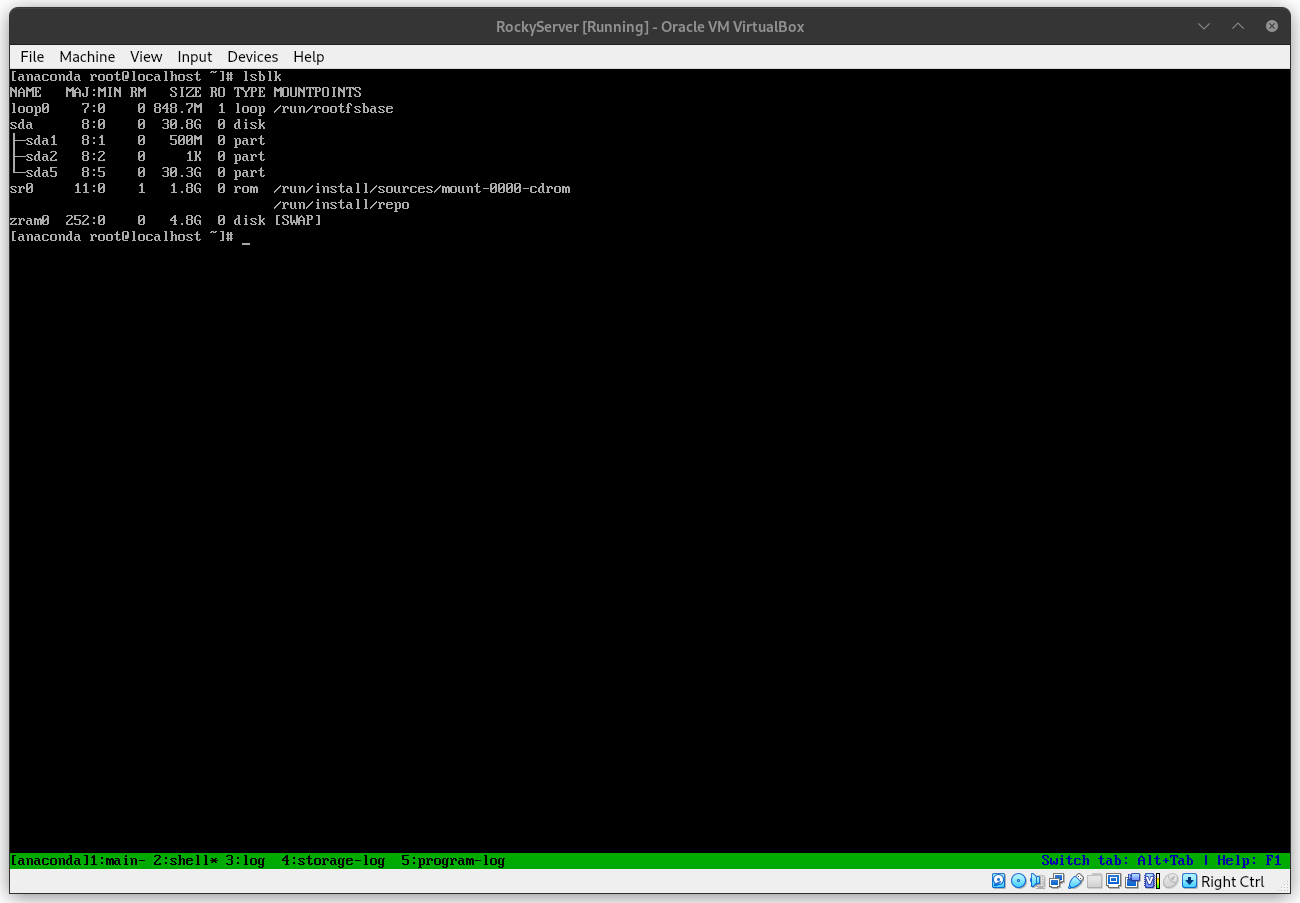 RockyServer [Running] - Oracle VM VirtualBox
File Machine View Input Devices Help
[anaconda root@localhost ~]# lsblk
NAME   MAJ:MIN RM   SIZE RO TYPE MOUNTPOINTS
loop0    7:0    0 848.7M  1 loop /run/rootfsbase
sda      8:0    0  30.8G  0 disk
├─sda1   8:1    0   500M  0 part
├─sda2   8:2    0     1K  0 part
└─sda5   8:5    0  30.3G  0 part
sr0     11:0    1   1.8G  0 rom  /run/install/sources/mount-0000-cdrom
                                 /run/install/repo
zram0  252:0    0   4.8G  0 disk [SWAP]
[anaconda root@localhost ~]# _
[anaconda]1:main- 2:shell* 3:log  4:storage-log  5:program-log Switch tab: Alt+Tab | Help: F1
Right Ctrl